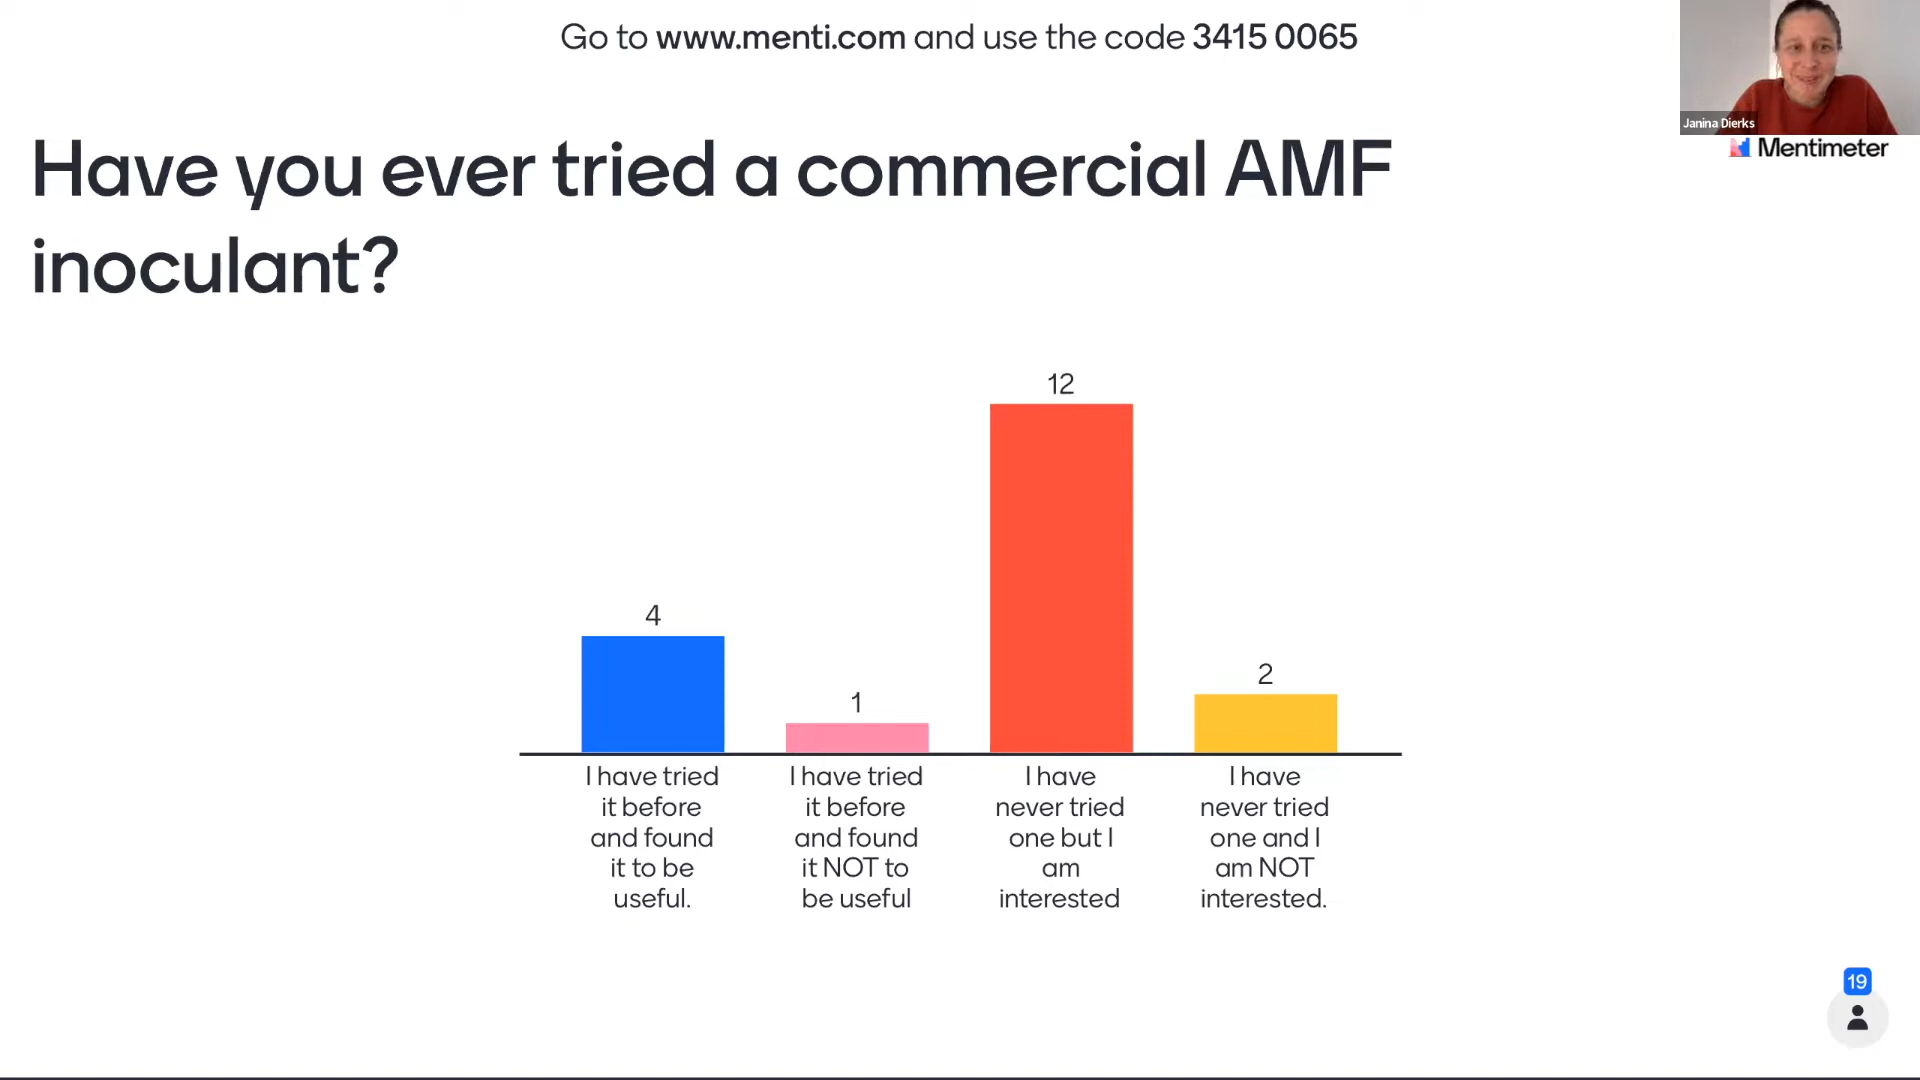 Go to www.menti.com and use the code 3415 0065
Janina Dierks
Mentimeter
Have you ever tried a commercial AMF
inoculant?
4
1
12
2
I have tried
it before
and found
it to be
useful.
I have tried
it before
and found
it NOT to
be useful
I have
never tried
one but I
am
interested
I have
never tried
one and I
am NOT
interested.
19